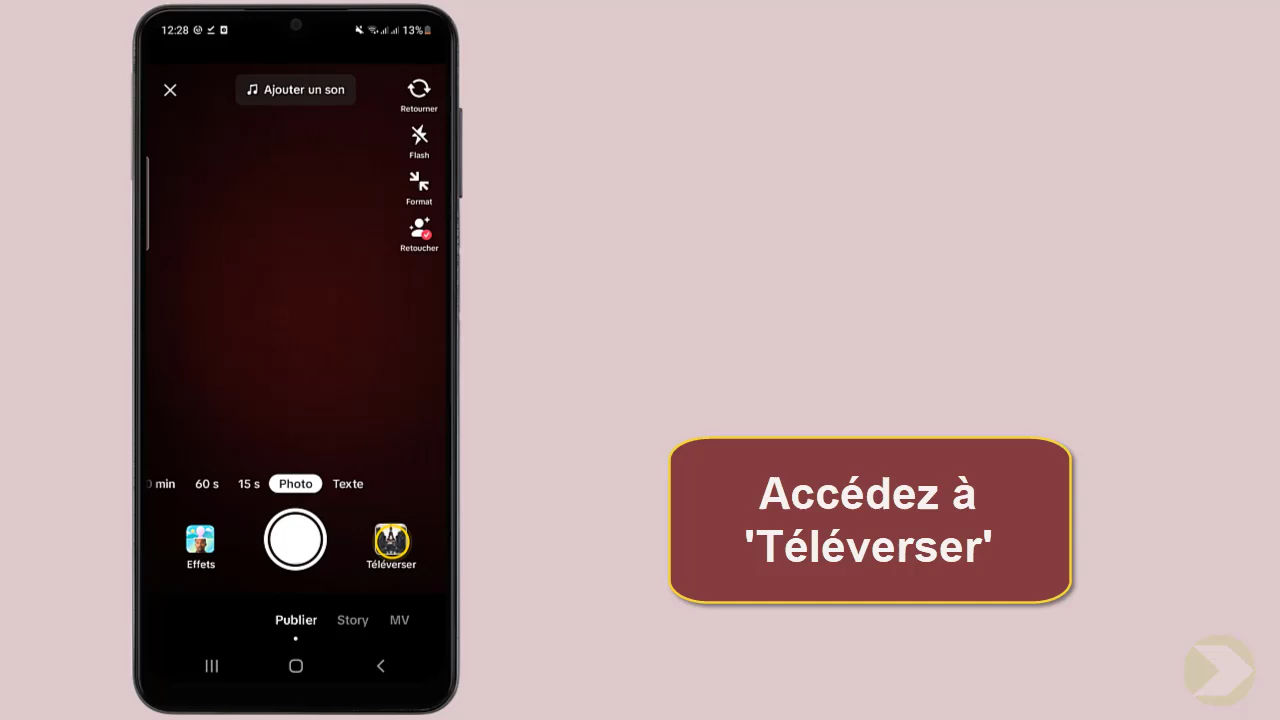 12:28
13%
Ajouter un son
Retourner
Flash
Format
Retoucher
0 min 60 s 15 s Photo Texte
Effets
Téléverser
Publier Story MV
Accédez à
'Téléverser'